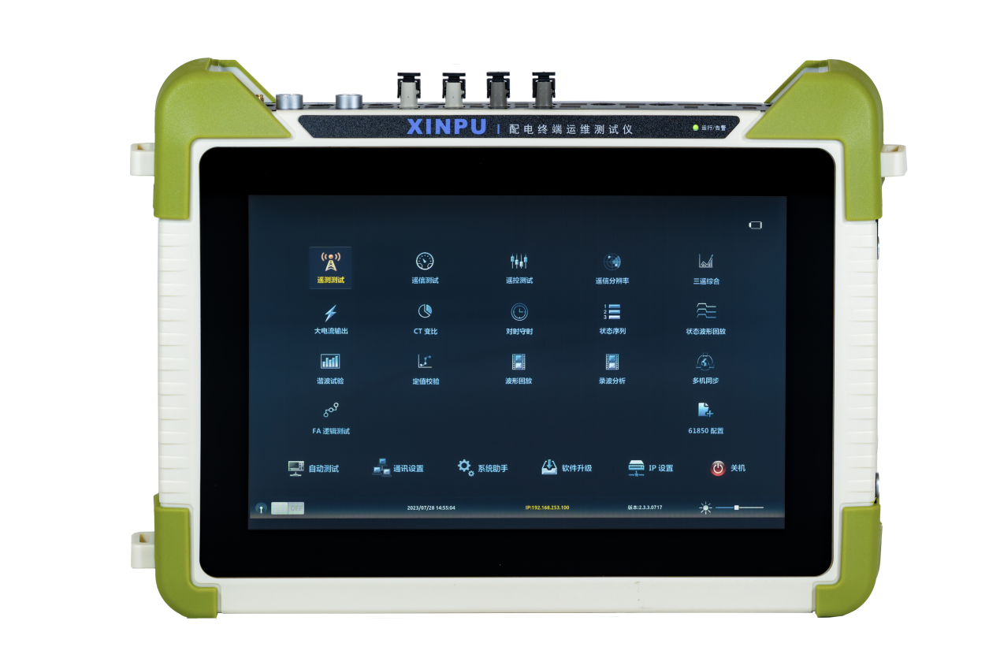 XINPU | 配电终端运维测试仪 运行/告警
遥测测试 遥信测试 遥控测试 遥信分辨率 三遥综合
1
2
3
大电流输出 CT 变比 对时守时 状态序列 状态波形回放
谐波试验 定值校验 波形回放 录波分析 多机同步
FA 逻辑测试 61850 配置
自动测试 通讯设置 系统助手 软件升级 IP 设置 关机
OFF 2023/07/28 14:55:04 IP:192.168.253.100 版本:2.3.3.0717